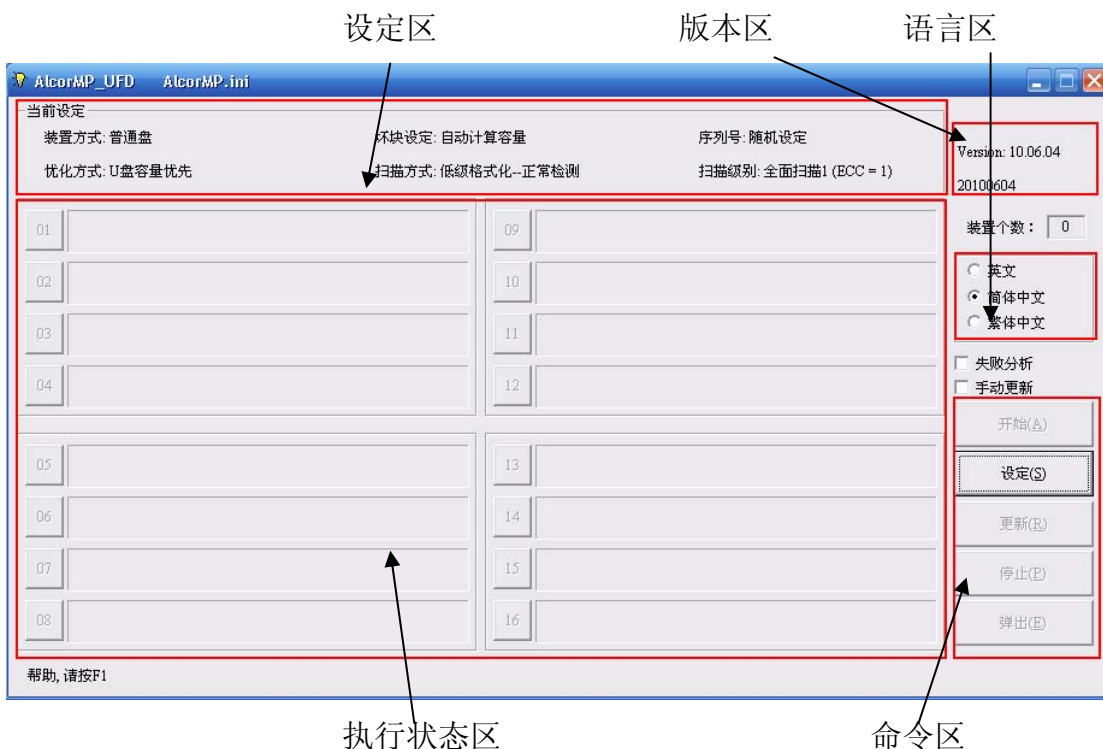 设定区 版本区 语言区
AlcorMP_UFD AlcorMP.ini
当前设定
装置方式: 普通盘 坏块设定: 自动计算容量 序列号: 随机设定
优化方式: U盘容量优先 扫描方式: 低级格式化--正常检测 扫描级别: 全面扫描1 (ECC = 1)
Version: 10.06.04
20100604
装置个数: 0
英文
简体中文
繁体中文
失败分析
手动更新
开始(A)
设定(S)
更新(R)
停止(P)
弹出(E)
01 09
02 10
03 11
04 12
05 13
06 14
07 15
08 16
帮助, 请按F1
执行状态区 命令区